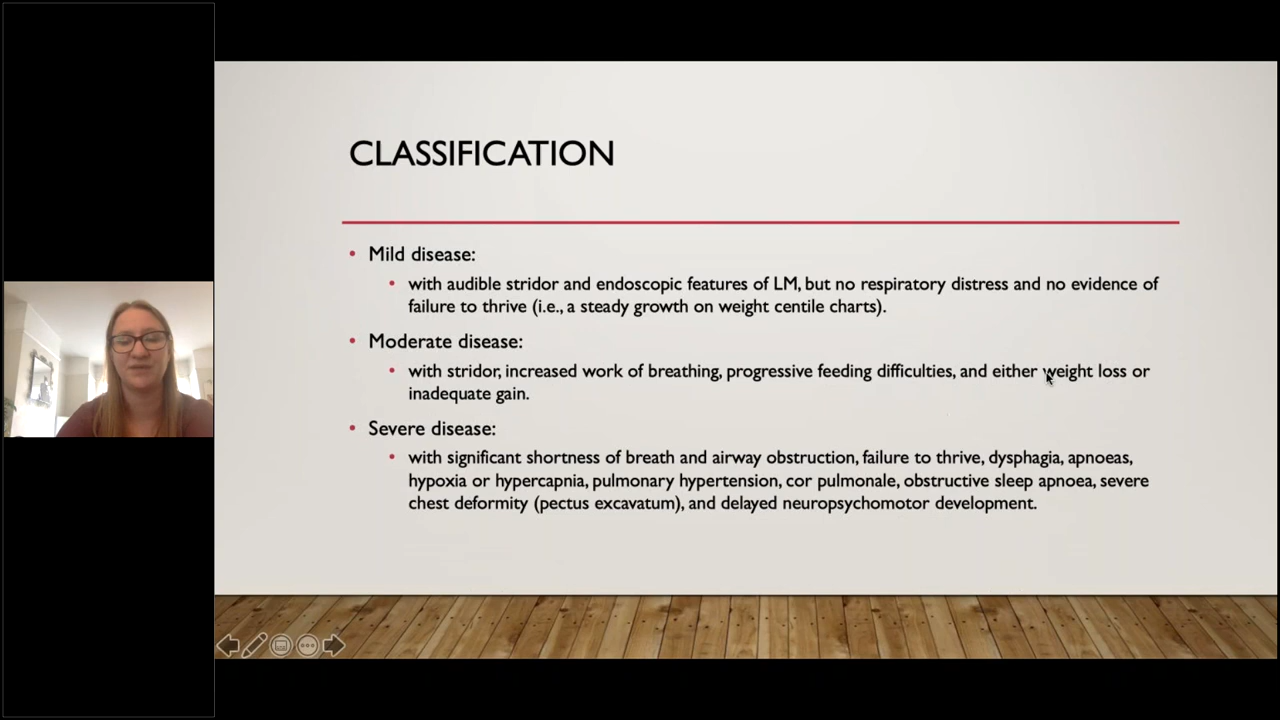 CLASSIFICATION
• Mild disease:
• with audible stridor and endoscopic features of LM, but no respiratory distress and no evidence of
failure to thrive (i.e., a steady growth on weight centile charts).
• Moderate disease:
• with stridor, increased work of breathing, progressive feeding difficulties, and either weight loss or
inadequate gain.
• Severe disease:
• with significant shortness of breath and airway obstruction, failure to thrive, dysphagia, apnoeas,
hypoxia or hypercapnia, pulmonary hypertension, cor pulmonale, obstructive sleep apnoea, severe
chest deformity (pectus excavatum), and delayed neuropsychomotor development.